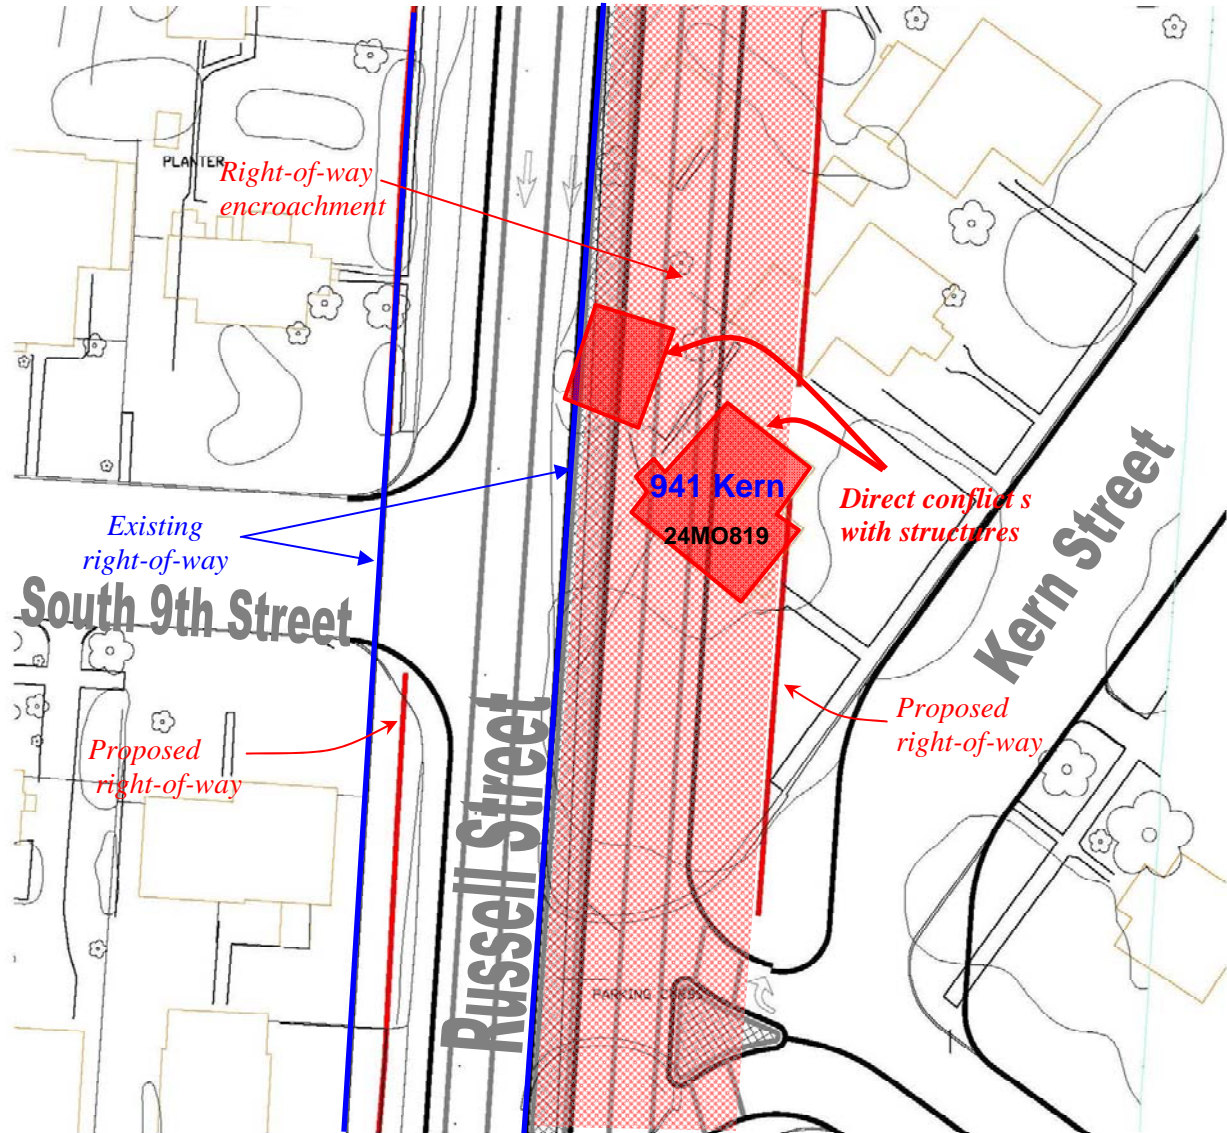 PLANTER
Right-of-way
encroachment
941 Kern
24MO819
Direct conflict s
with structures
Existing
right-of-way
South 9th Street
Kern Street
Russell Street
Proposed
right-of-way
Proposed
right-of-way
PARKING